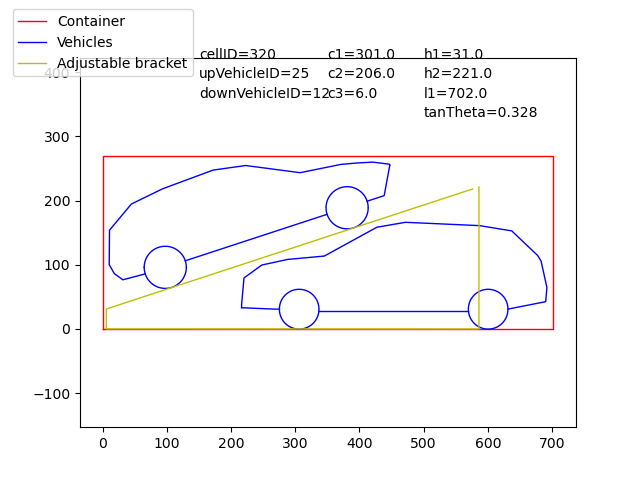 Container
Vehicles
Adjustable bracket
cellID=320 c1=301.0 h1=31.0
upVehicleID=25 c2=206.0 h2=221.0
downVehicleID=12 c3=6.0 l1=702.0
tanTheta=0.328
400
300
200
100
0
−100
0 100 200 300 400 500 600 700